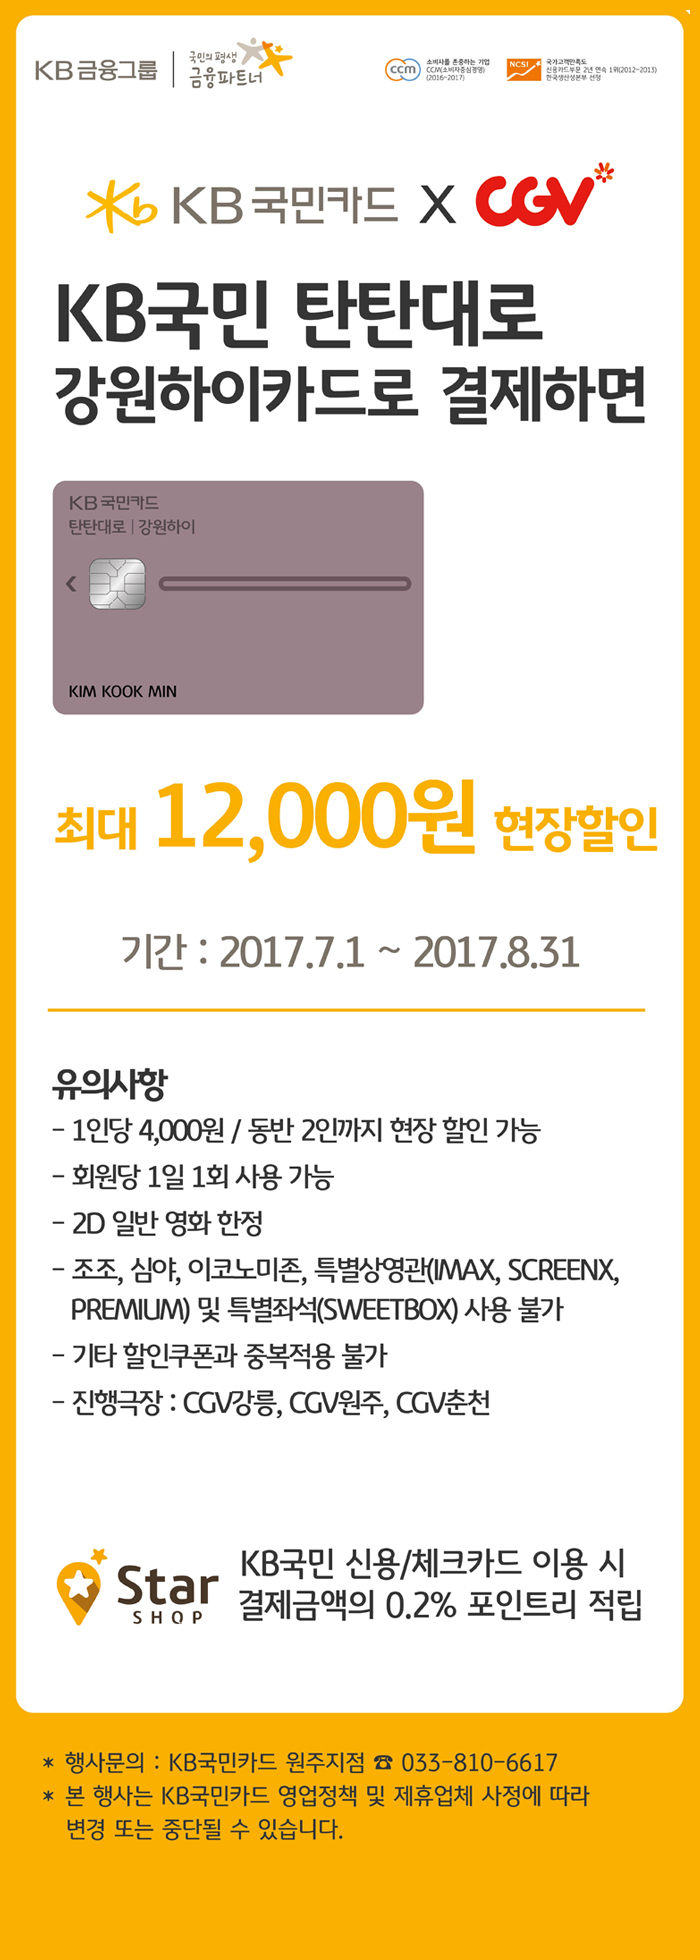 KB 금융그룹
국민의 평생
금융파트너
ccm
소비자를 존중하는 기업
CCM(소비자중심경영)
(2016~2017)
NCSI
국가고객만족도
신용카드부문 2년 연속 1위(2012~2013)
한국생산성본부 선정
Kb KB 국민카드 X CGV
KB국민 탄탄대로
강원하이카드로 결제하면
KB 국민카드
탄탄대로 | 강원하이
KIM KOOK MIN
최대 12,000원 현장할인
기간 : 2017.7.1 ~ 2017.8.31
유의사항
- 1인당 4,000원 / 동반 2인까지 현장 할인 가능
- 회원당 1일 1회 사용 가능
- 2D 일반 영화 한정
- 조조, 심야, 이코노미존, 특별상영관(IMAX, SCREENX,
PREMIUM) 및 특별좌석(SWEETBOX) 사용 불가
- 기타 할인쿠폰과 중복적용 불가
- 진행극장 : CGV강릉, CGV원주, CGV춘천
Star
SHOP
KB국민 신용/체크카드 이용 시
결제금액의 0.2% 포인트리 적립
* 행사문의 : KB국민카드 원주지점 ☎ 033-810-6617
* 본 행사는 KB국민카드 영업정책 및 제휴업체 사정에 따라
변경 또는 중단될 수 있습니다.